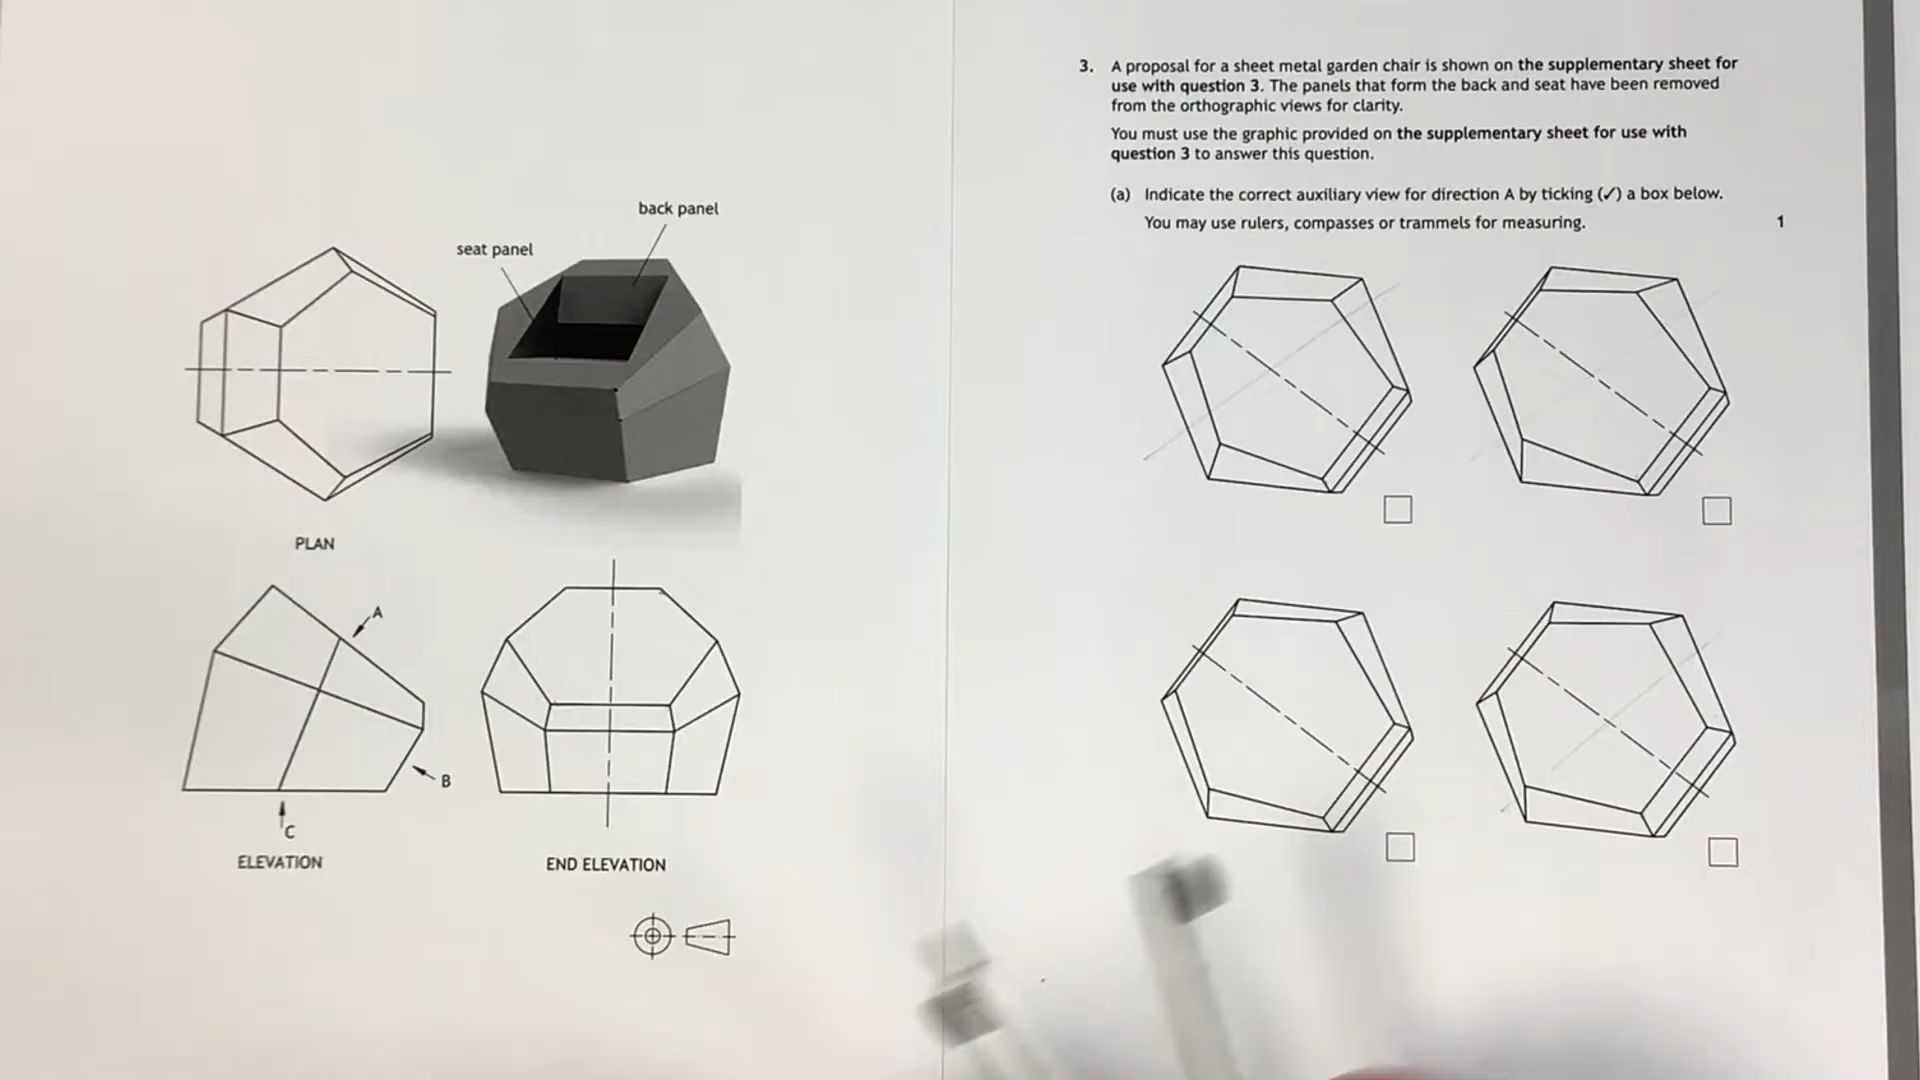 back panel
seat panel
PLAN
A
B
C
ELEVATION
END ELEVATION
3. A proposal for a sheet metal garden chair is shown on the supplementary sheet for
use with question 3. The panels that form the back and seat have been removed
from the orthographic views for clarity.
You must use the graphic provided on the supplementary sheet for use with
question 3 to answer this question.
(a) Indicate the correct auxiliary view for direction A by ticking (✓) a box below.
You may use rulers, compasses or trammels for measuring. 1